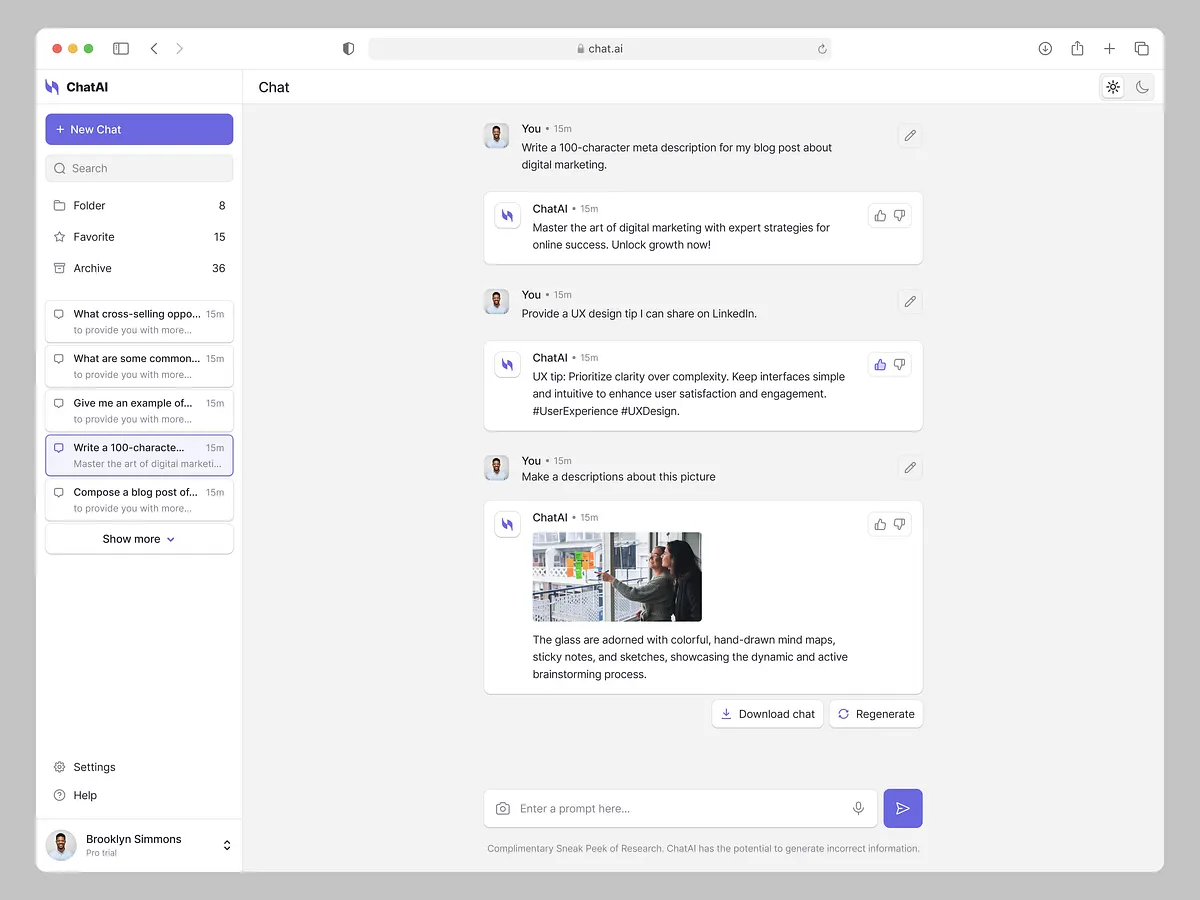 chat.ai
ChatAI
Chat
+ New Chat
Search
Folder 8
Favorite 15
Archive 36
What cross-selling oppo... 15m
to provide you with more...
What are some common... 15m
to provide you with more...
Give me an example of... 15m
to provide you with more...
Write a 100-characte... 15m
Master the art of digital marketi...
Compose a blog post of... 15m
to provide you with more...
Show more
Settings
Help
Brooklyn Simmons
Pro trial
You • 15m
Write a 100-character meta description for my blog post about
digital marketing.
ChatAI • 15m
Master the art of digital marketing with expert strategies for
online success. Unlock growth now!
You • 15m
Provide a UX design tip I can share on LinkedIn.
ChatAI • 15m
UX tip: Prioritize clarity over complexity. Keep interfaces simple
and intuitive to enhance user satisfaction and engagement.
#UserExperience #UXDesign.
You • 15m
Make a descriptions about this picture
ChatAI • 15m
The glass are adorned with colorful, hand-drawn mind maps,
sticky notes, and sketches, showcasing the dynamic and active
brainstorming process.
Download chat
Regenerate
Enter a prompt here...
Complimentary Sneak Peek of Research. ChatAI has the potential to generate incorrect information.